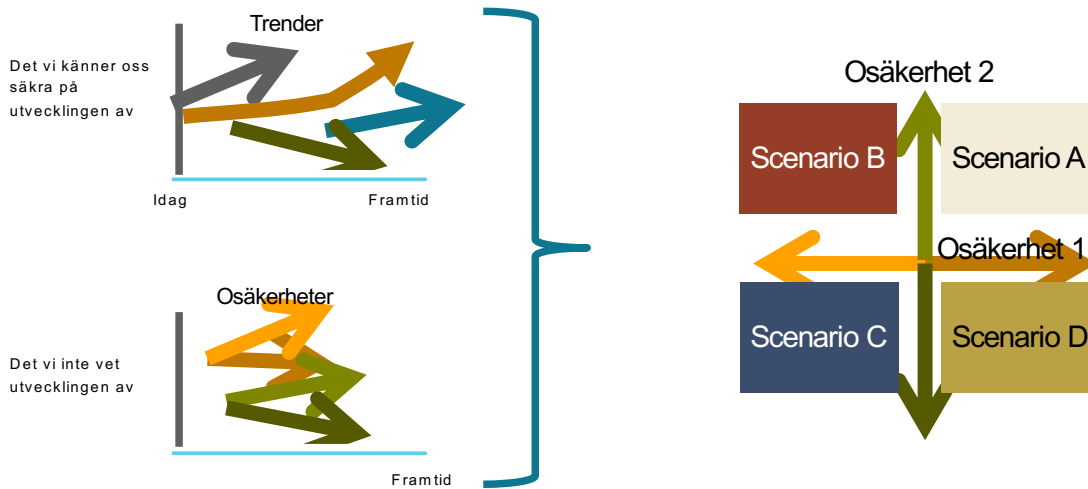 Trender
Det vi känner oss
säkra på
utvecklingen av
Idag
Framtid
Osäkerheter
Det vi inte vet
utvecklingen av
Framtid
Osäkerhet 2
Scenario B
Scenario A
Osäkerhet 1
Scenario C
Scenario D